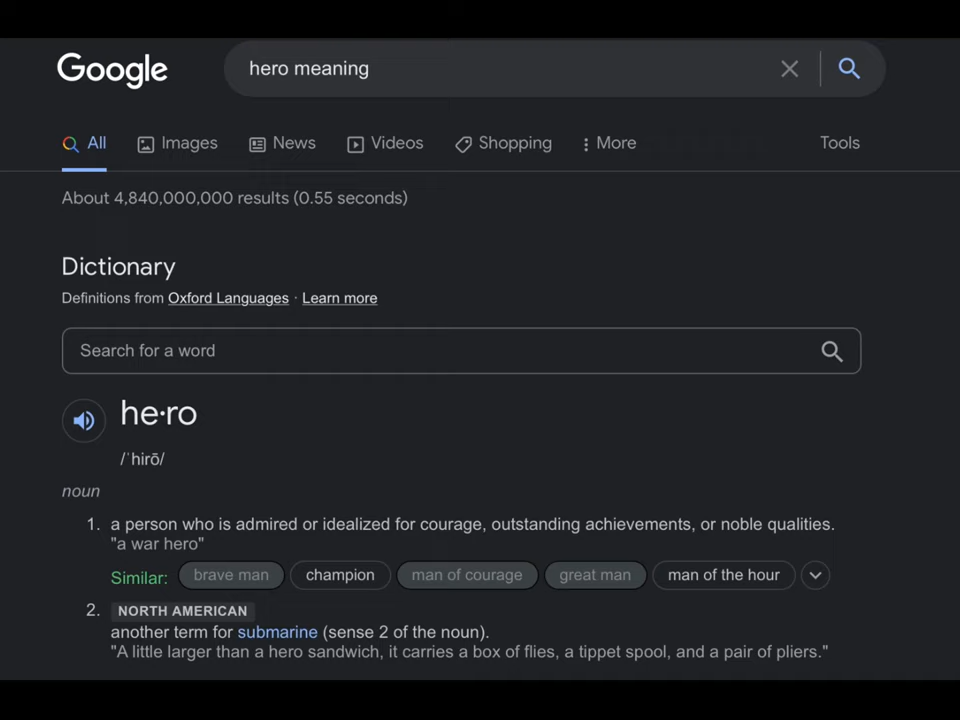 Google
hero meaning
All Images News Videos Shopping More Tools
About 4,840,000,000 results (0.55 seconds)
Dictionary
Definitions from Oxford Languages · Learn more
Search for a word
he·ro
/ˈhirō/
noun
1. a person who is admired or idealized for courage, outstanding achievements, or noble qualities.
"a war hero"
Similar: brave man champion man of courage great man man of the hour
2. NORTH AMERICAN
another term for submarine (sense 2 of the noun).
"A little larger than a hero sandwich, it carries a box of flies, a tippet spool, and a pair of pliers."